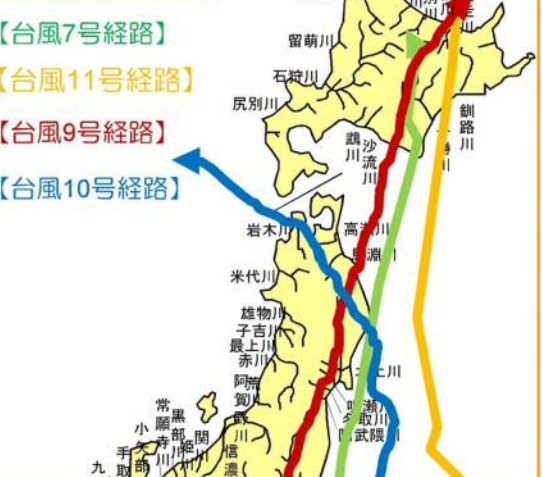 【台風7号経路】
【台風11号経路】
【台風9号経路】
【台風10号経路】
留萌川
石狩川
尻別川
鵡川
沙流川
釧路川
岩木川
高瀬川
馬淵川
米代川
雄物川
子吉川
最上川
赤川
荒川
阿賀野川
信濃
関川
姫川
黒部川
常願寺川
小矢部
手取
九
北上川
鳴瀬川
名取川
阿武隈川